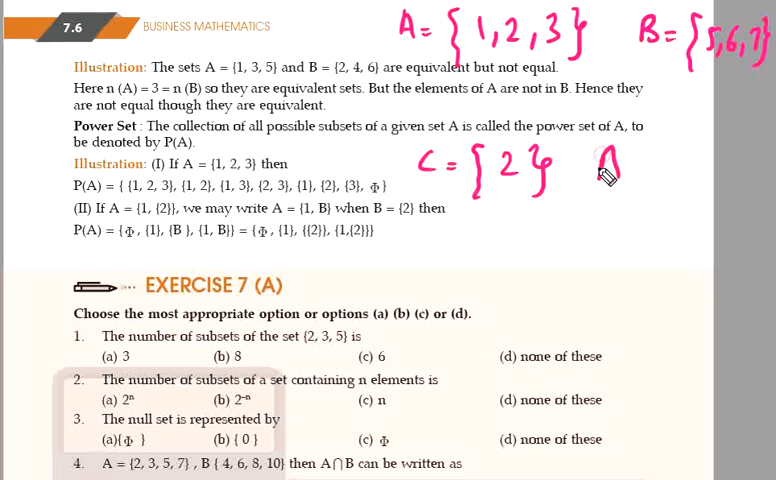 7.6 BUSINESS MATHEMATICS
A = {1, 2, 3} B = {5, 6, 7}
Illustration: The sets A = {1, 3, 5} and B = {2, 4, 6} are equivalent but not equal.
Here n (A) = 3 = n (B) so they are equivalent sets. But the elements of A are not in B. Hence they
are not equal though they are equivalent.
Power Set : The collection of all possible subsets of a given set A is called the power set of A, to
be denoted by P(A).
C = {2} A
Illustration: (I) If A = {1, 2, 3} then
P(A) = { {1, 2, 3}, {1, 2}, {1, 3}, {2, 3}, {1}, {2}, {3}, Φ}
(II) If A = {1, {2}}, we may write A = {1, B} when B = {2} then
P(A) = {Φ, {1}, {B }, {1, B}} = {Φ, {1}, {{2}}, {1,{2}}}
EXERCISE 7 (A)
Choose the most appropriate option or options (a) (b) (c) or (d).
1. The number of subsets of the set {2, 3, 5} is
(a) 3 (b) 8 (c) 6 (d) none of these
2. The number of subsets of a set containing n elements is
(a) 2ⁿ (b) 2⁻ⁿ (c) n (d) none of these
3. The null set is represented by
(a){Φ } (b) { 0 } (c) Φ (d) none of these
4. A = {2, 3, 5, 7} , B { 4, 6, 8, 10} then A∩B can be written as